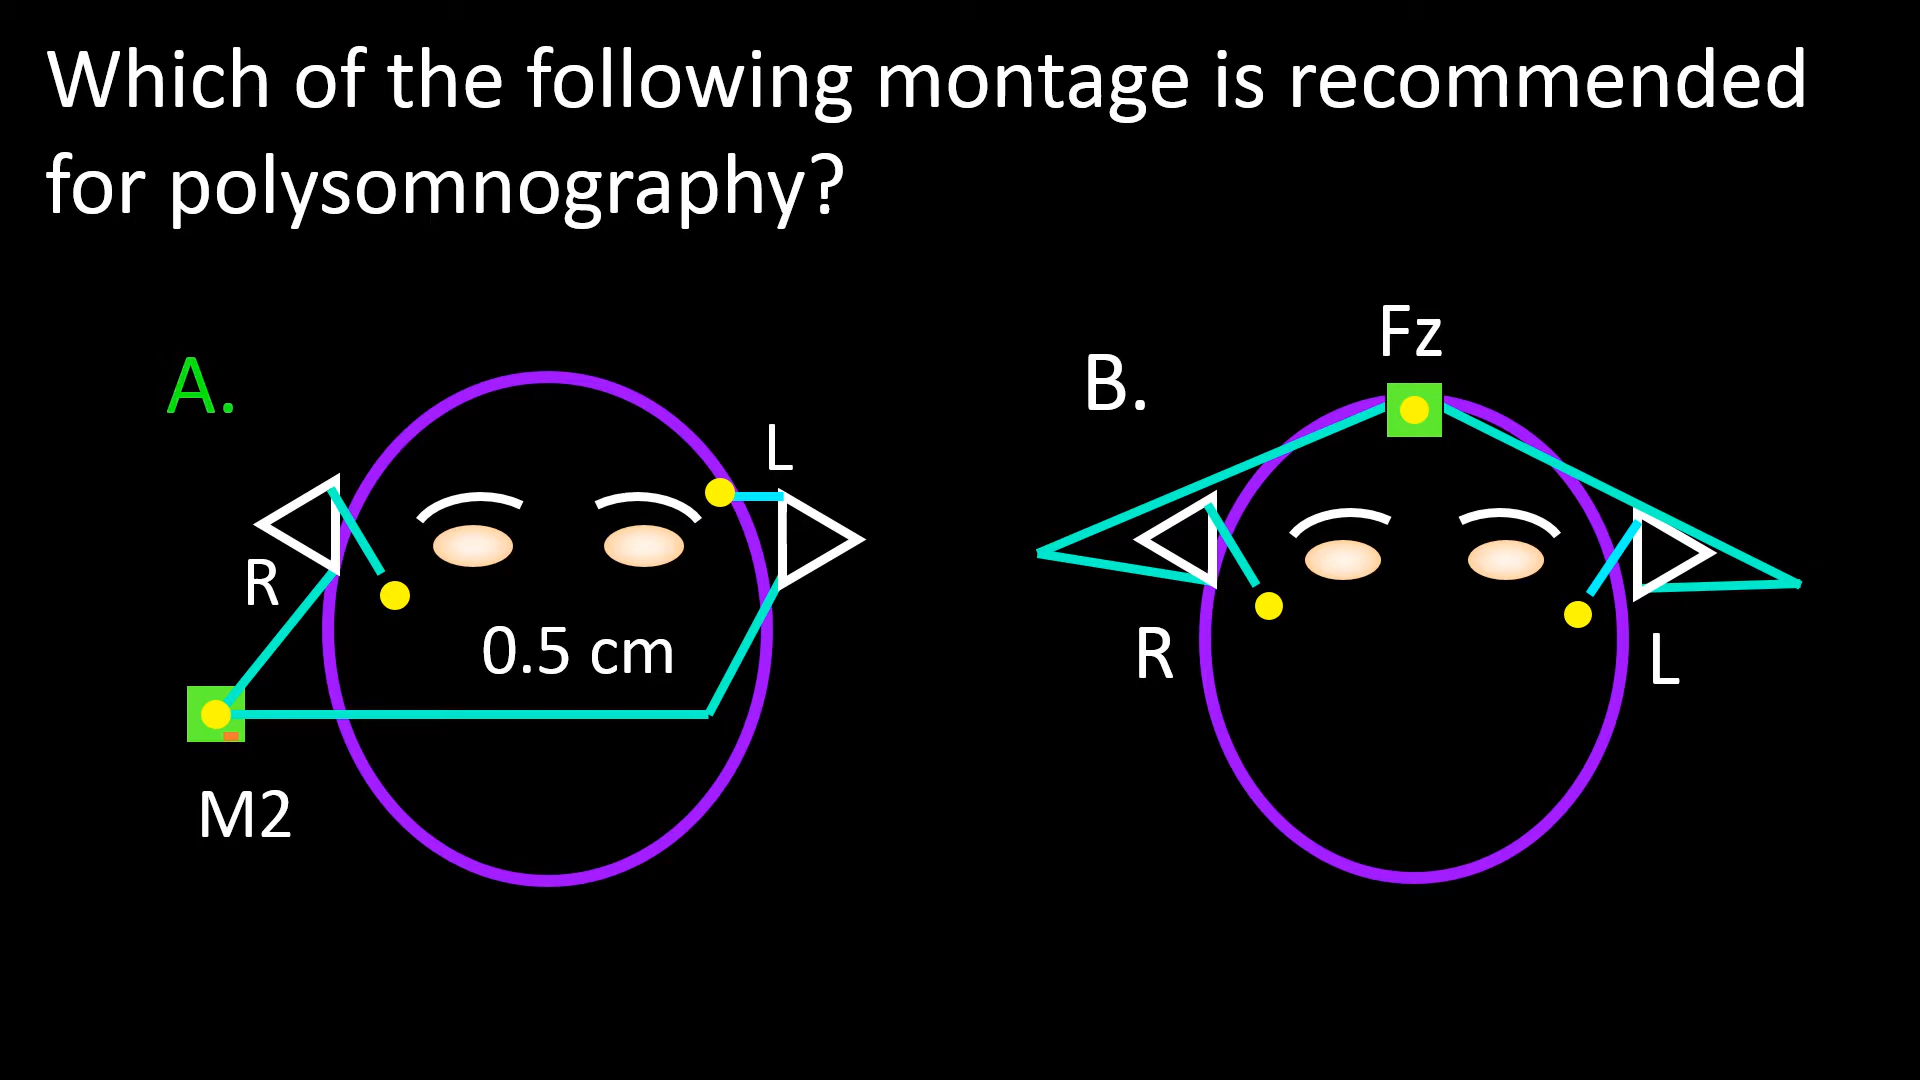 Which of the following montage is recommended
for polysomnography?
A.
L
R
0.5 cm
M2
Fz
B.
R
L